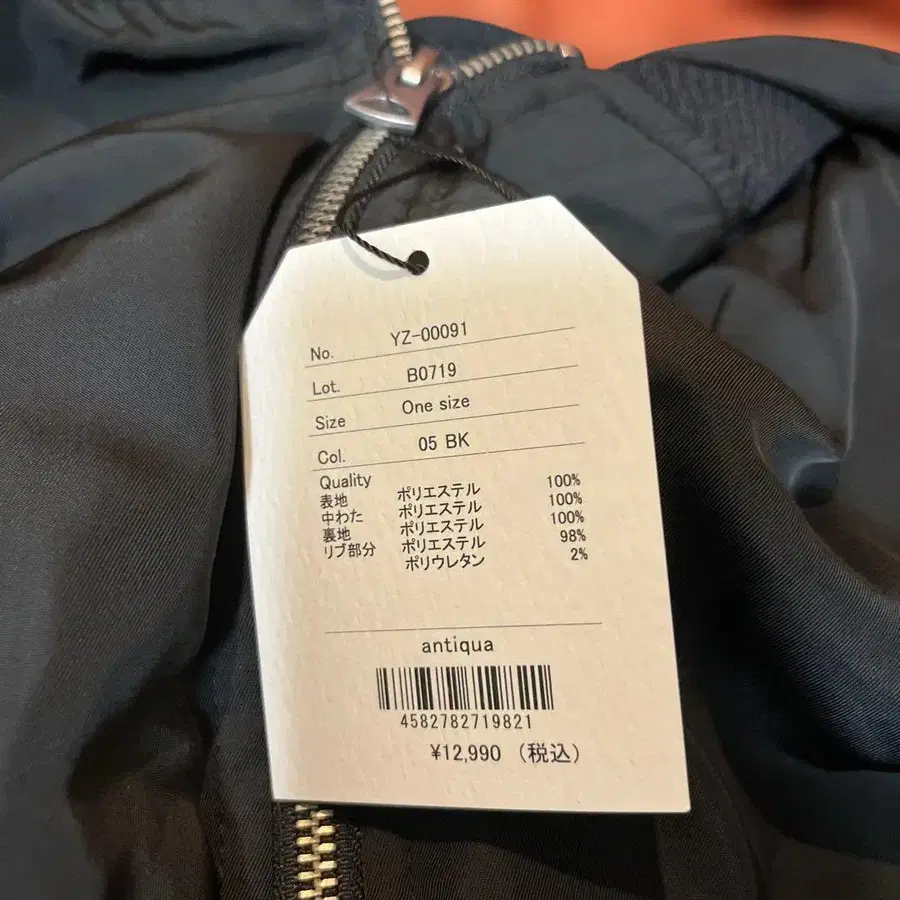 No. YZ-00091
Lot. B0719
Size One size
Col. 05 BK
Quality
表地 ポリエステル 100%
中わた ポリエステル 100%
裏地 ポリエステル 100%
リブ部分 ポリエステル 98%
ポリウレタン 2%
antiqua
4582782719821
¥12,990 （税込）